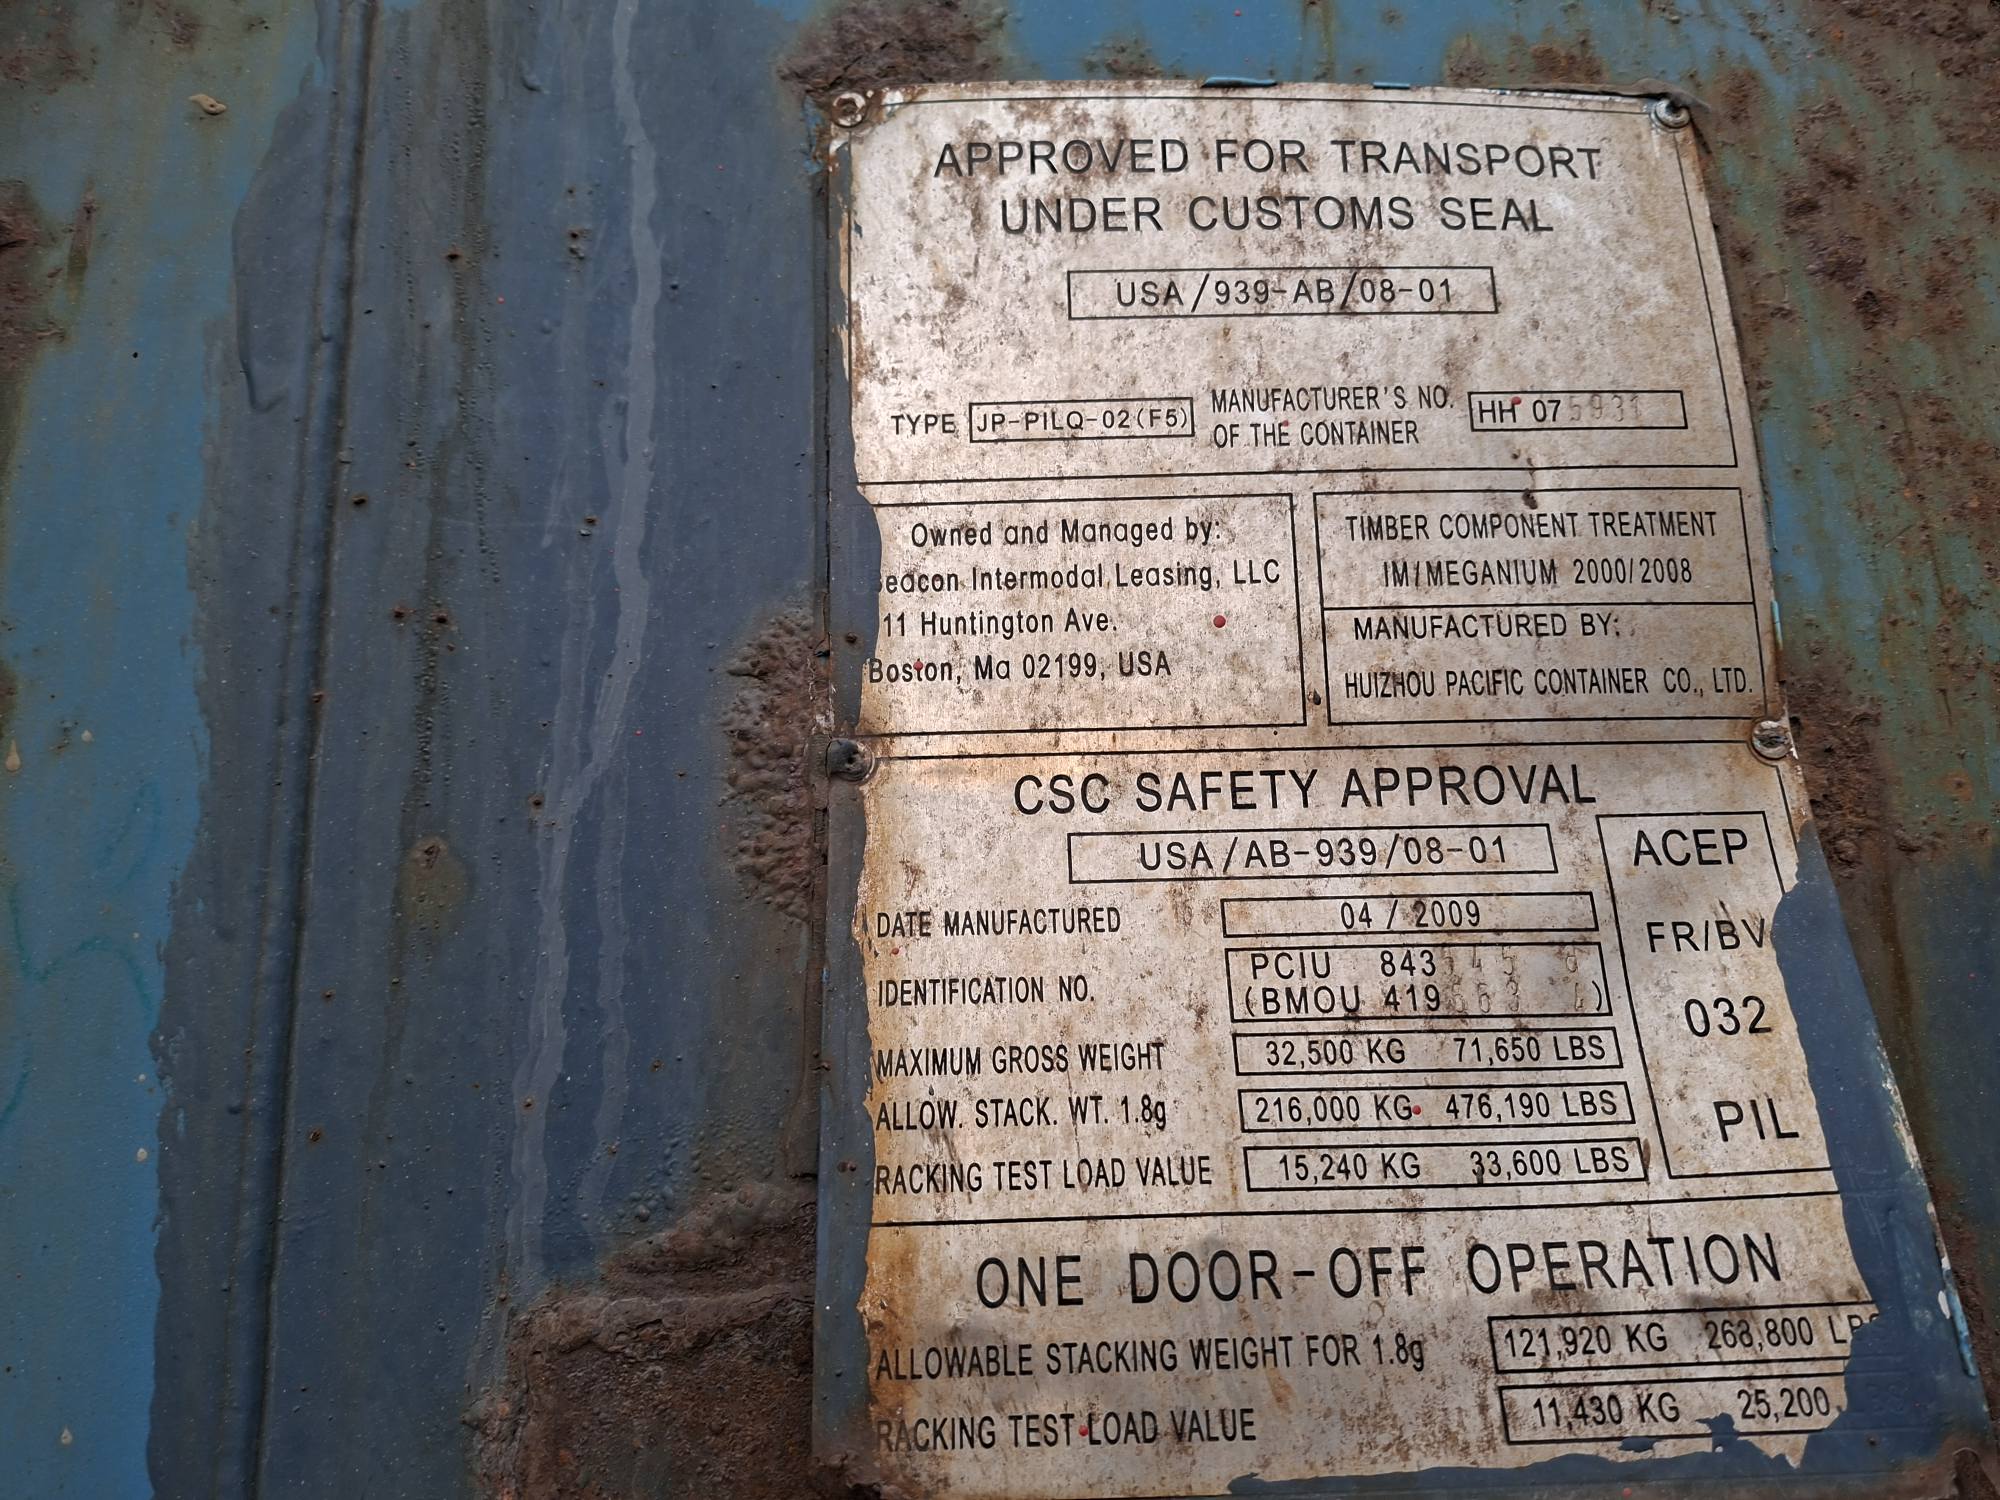 APPROVED FOR TRANSPORT
UNDER CUSTOMS SEAL
USA/939-AB/08-01
TYPE JP-PILQ-02(F5) MANUFACTURER'S NO. OF THE CONTAINER HH 075931
Owned and Managed by:
eacon Intermodal Leasing, LLC
11 Huntington Ave.
Boston, Ma 02199, USA
TIMBER COMPONENT TREATMENT
IM/MEGANIUM 2000/2008
MANUFACTURED BY:
HUIZHOU PACIFIC CONTAINER CO., LTD.
CSC SAFETY APPROVAL
USA/AB-939/08-01
DATE MANUFACTURED 04 / 2009
IDENTIFICATION NO. PCIU 843
(BMOU 419 )
MAXIMUM GROSS WEIGHT 32,500 KG 71,650 LBS
ALLOW. STACK. WT. 1.8g 216,000 KG 476,190 LBS
RACKING TEST LOAD VALUE 15,240 KG 33,600 LBS
ACEP
FR/BV
032
PIL
ONE DOOR-OFF OPERATION
ALLOWABLE STACKING WEIGHT FOR 1.8g 121,920 KG 268,800 LBS
RACKING TEST LOAD VALUE 11,430 KG 25,200